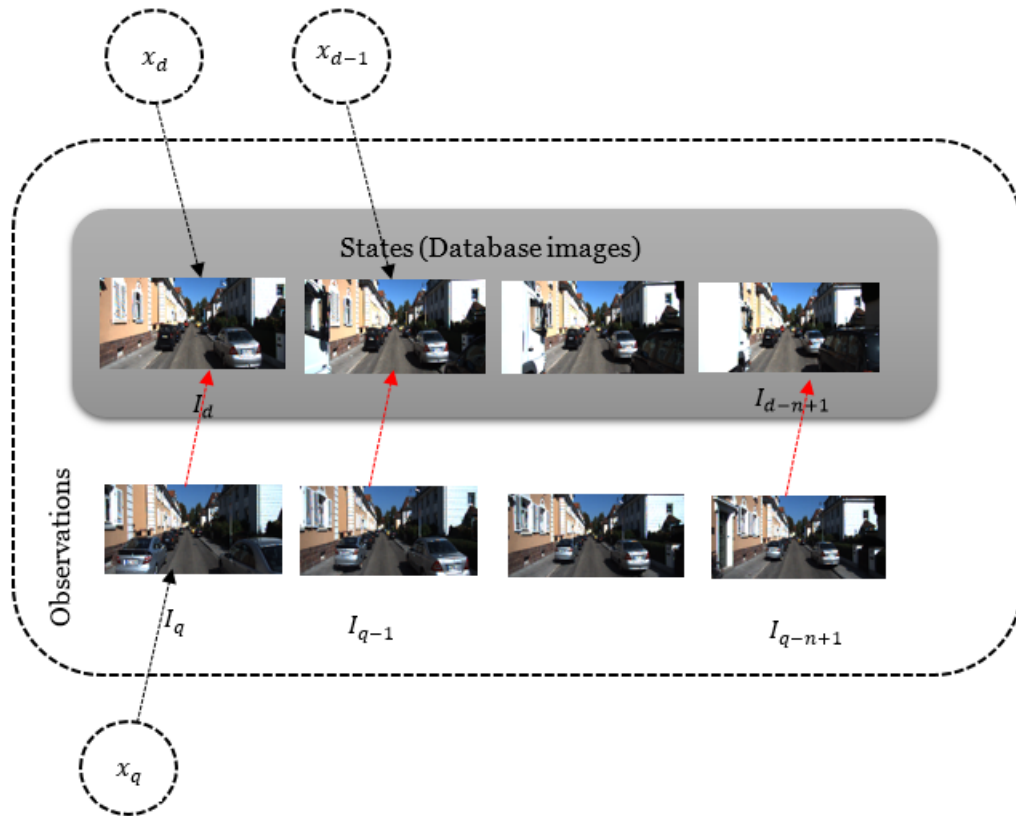 x_d
x_{d−1}
States (Database images)
I_d
I_{d−n+1}
Observations
I_q
I_{q−1}
I_{q−n+1}
x_q